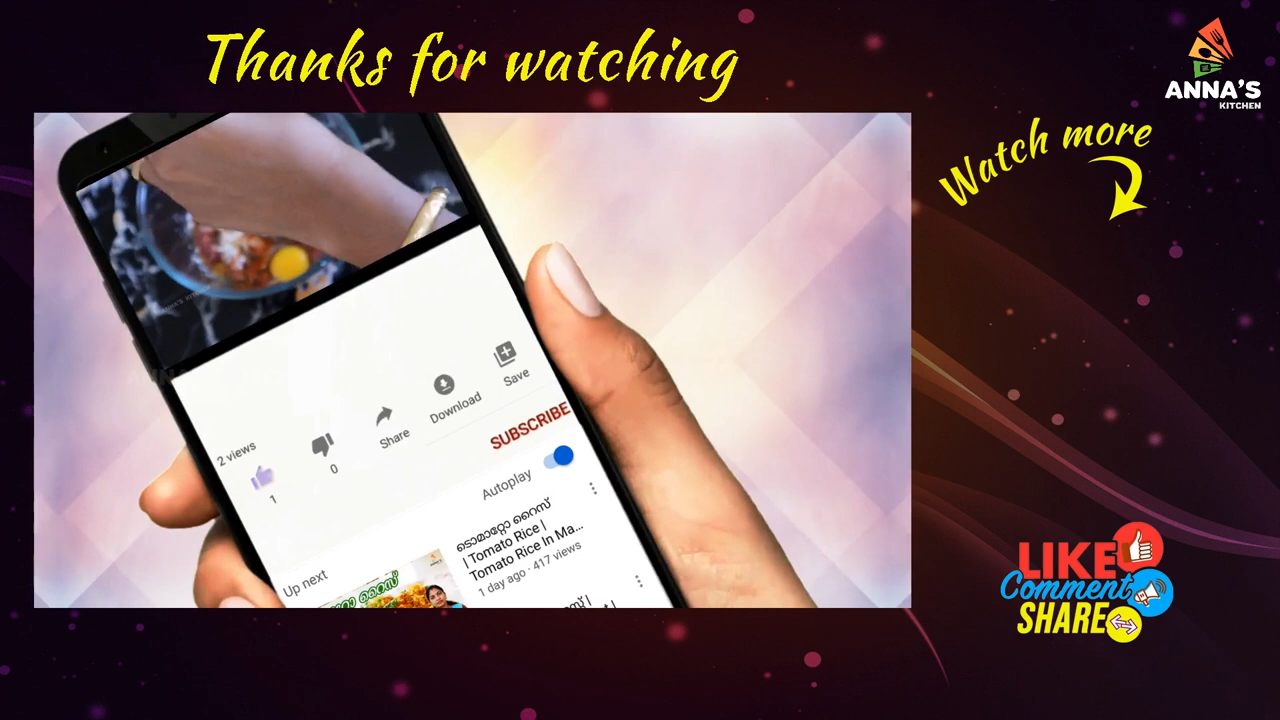 Thanks for watching
ANNA'S
KITCHEN
Watch more
2 views
1
0
Share
Download
Save
SUBSCRIBE
Autoplay
Up next
ടൊമാറ്റോ റൈസ്
| Tomato Rice |
Tomato Rice In Ma...
1 day ago · 417 views
റൈസ്
LIKE
Comment
SHARE